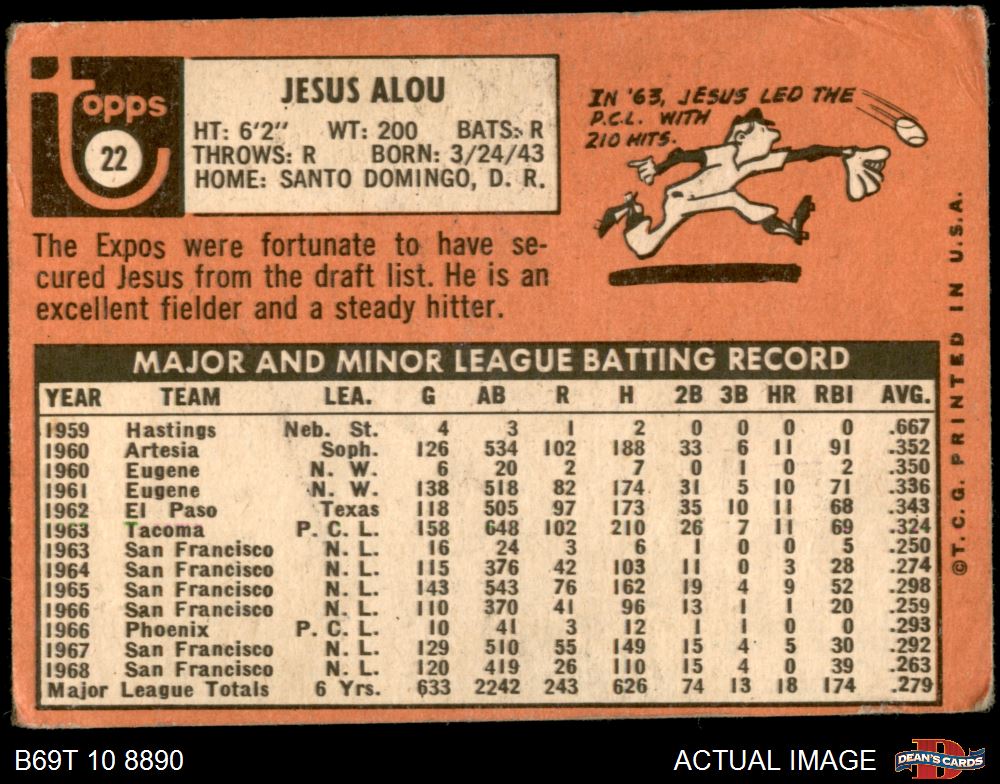 topps
22
JESUS ALOU
HT: 6'2" WT: 200 BATS: R
THROWS: R BORN: 3/24/43
HOME: SANTO DOMINGO, D. R.
IN '63, JESUS LED THE
P.C.L. WITH
210 HITS.
The Expos were fortunate to have se-
cured Jesus from the draft list. He is an
excellent fielder and a steady hitter.
MAJOR AND MINOR LEAGUE BATTING RECORD
YEAR TEAM LEA. G AB R H 2B 3B HR RBI AVG.
1959 Hastings Neb. St. 4 3 1 2 0 0 0 0 .667
1960 Artesia Soph. 126 534 102 188 33 6 11 91 .352
1960 Eugene N. W. 6 20 2 7 0 1 0 2 .350
1961 Eugene N. W. 138 518 82 174 31 5 10 71 .336
1962 El Paso Texas 118 505 97 173 35 10 11 68 .343
1963 Tacoma P. C. L. 158 648 102 210 26 7 11 69 .324
1963 San Francisco N. L. 16 24 3 6 1 0 0 5 .250
1964 San Francisco N. L. 115 376 42 103 11 0 3 28 .274
1965 San Francisco N. L. 143 543 76 162 19 4 9 52 .298
1966 San Francisco N. L. 110 370 41 96 13 1 1 20 .259
1966 Phoenix P. C. L. 10 41 3 12 1 1 0 0 .293
1967 San Francisco N. L. 129 510 55 149 15 4 5 30 .292
1968 San Francisco N. L. 120 419 26 110 15 4 0 39 .263
Major League Totals 6 Yrs. 633 2242 243 626 74 13 18 174 .279
©T. C. G. PRINTED IN U.S.A.
B69T 10 8890
ACTUAL IMAGE
DEAN'S CARDS